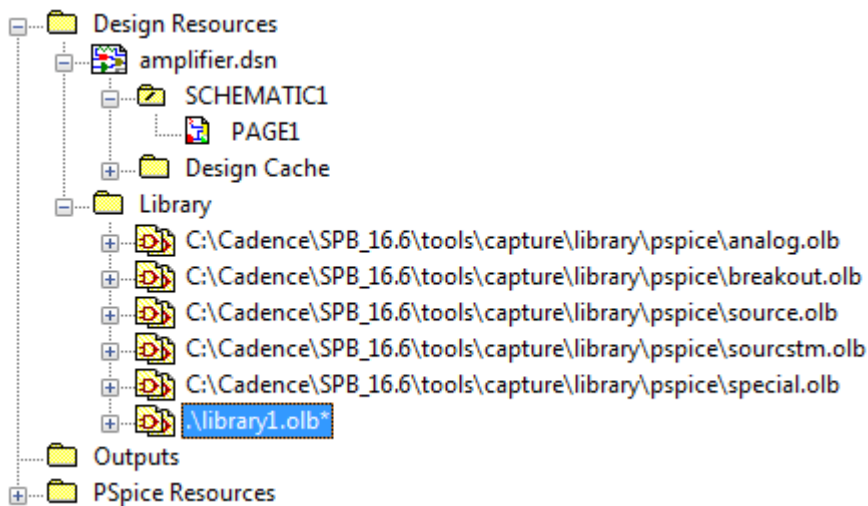 Design Resources
amplifier.dsn
SCHEMATIC1
PAGE1
Design Cache
Library
C:\Cadence\SPB_16.6\tools\capture\library\pspice\analog.olb
C:\Cadence\SPB_16.6\tools\capture\library\pspice\breakout.olb
C:\Cadence\SPB_16.6\tools\capture\library\pspice\source.olb
C:\Cadence\SPB_16.6\tools\capture\library\pspice\sourcstm.olb
C:\Cadence\SPB_16.6\tools\capture\library\pspice\special.olb
.\library1.olb*
Outputs
PSpice Resources